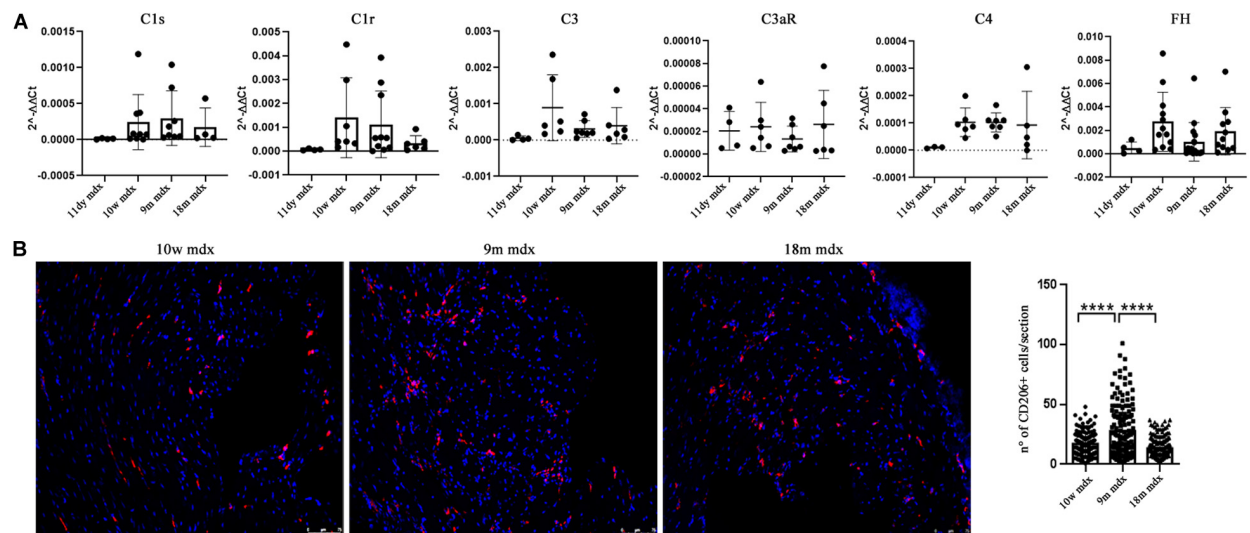 A
C1s
2^-ΔΔCt
0.0015
0.0010
0.0005
0.0000
-0.0005
11dy mdx
10w mdx
9m mdx
18m mdx
C1r
2^-ΔΔCt
0.005
0.004
0.003
0.002
0.001
0.000
-0.001
11dy mdx
10w mdx
9m mdx
18m mdx
C3
2^-ΔΔCt
0.003
0.002
0.001
0.000
-0.001
11dy mdx
10w mdx
9m mdx
18m mdx
C3aR
2^-ΔΔCt
0.00010
0.00008
0.00006
0.00004
0.00002
0.00000
-0.00002
11dy mdx
10w mdx
9m mdx
18m mdx
C4
2^-ΔΔCt
0.0004
0.0003
0.0002
0.0001
0.0000
-0.0001
11dy mdx
10w mdx
9m mdx
18m mdx
FH
2^-ΔΔCt
0.010
0.008
0.006
0.004
0.002
0.000
-0.002
11dy mdx
10w mdx
9m mdx
18m mdx
B
10w mdx
9m mdx
18m mdx
n° of CD206+ cells/section
150
100
50
0
**** ****
10w mdx
9m mdx
18m mdx